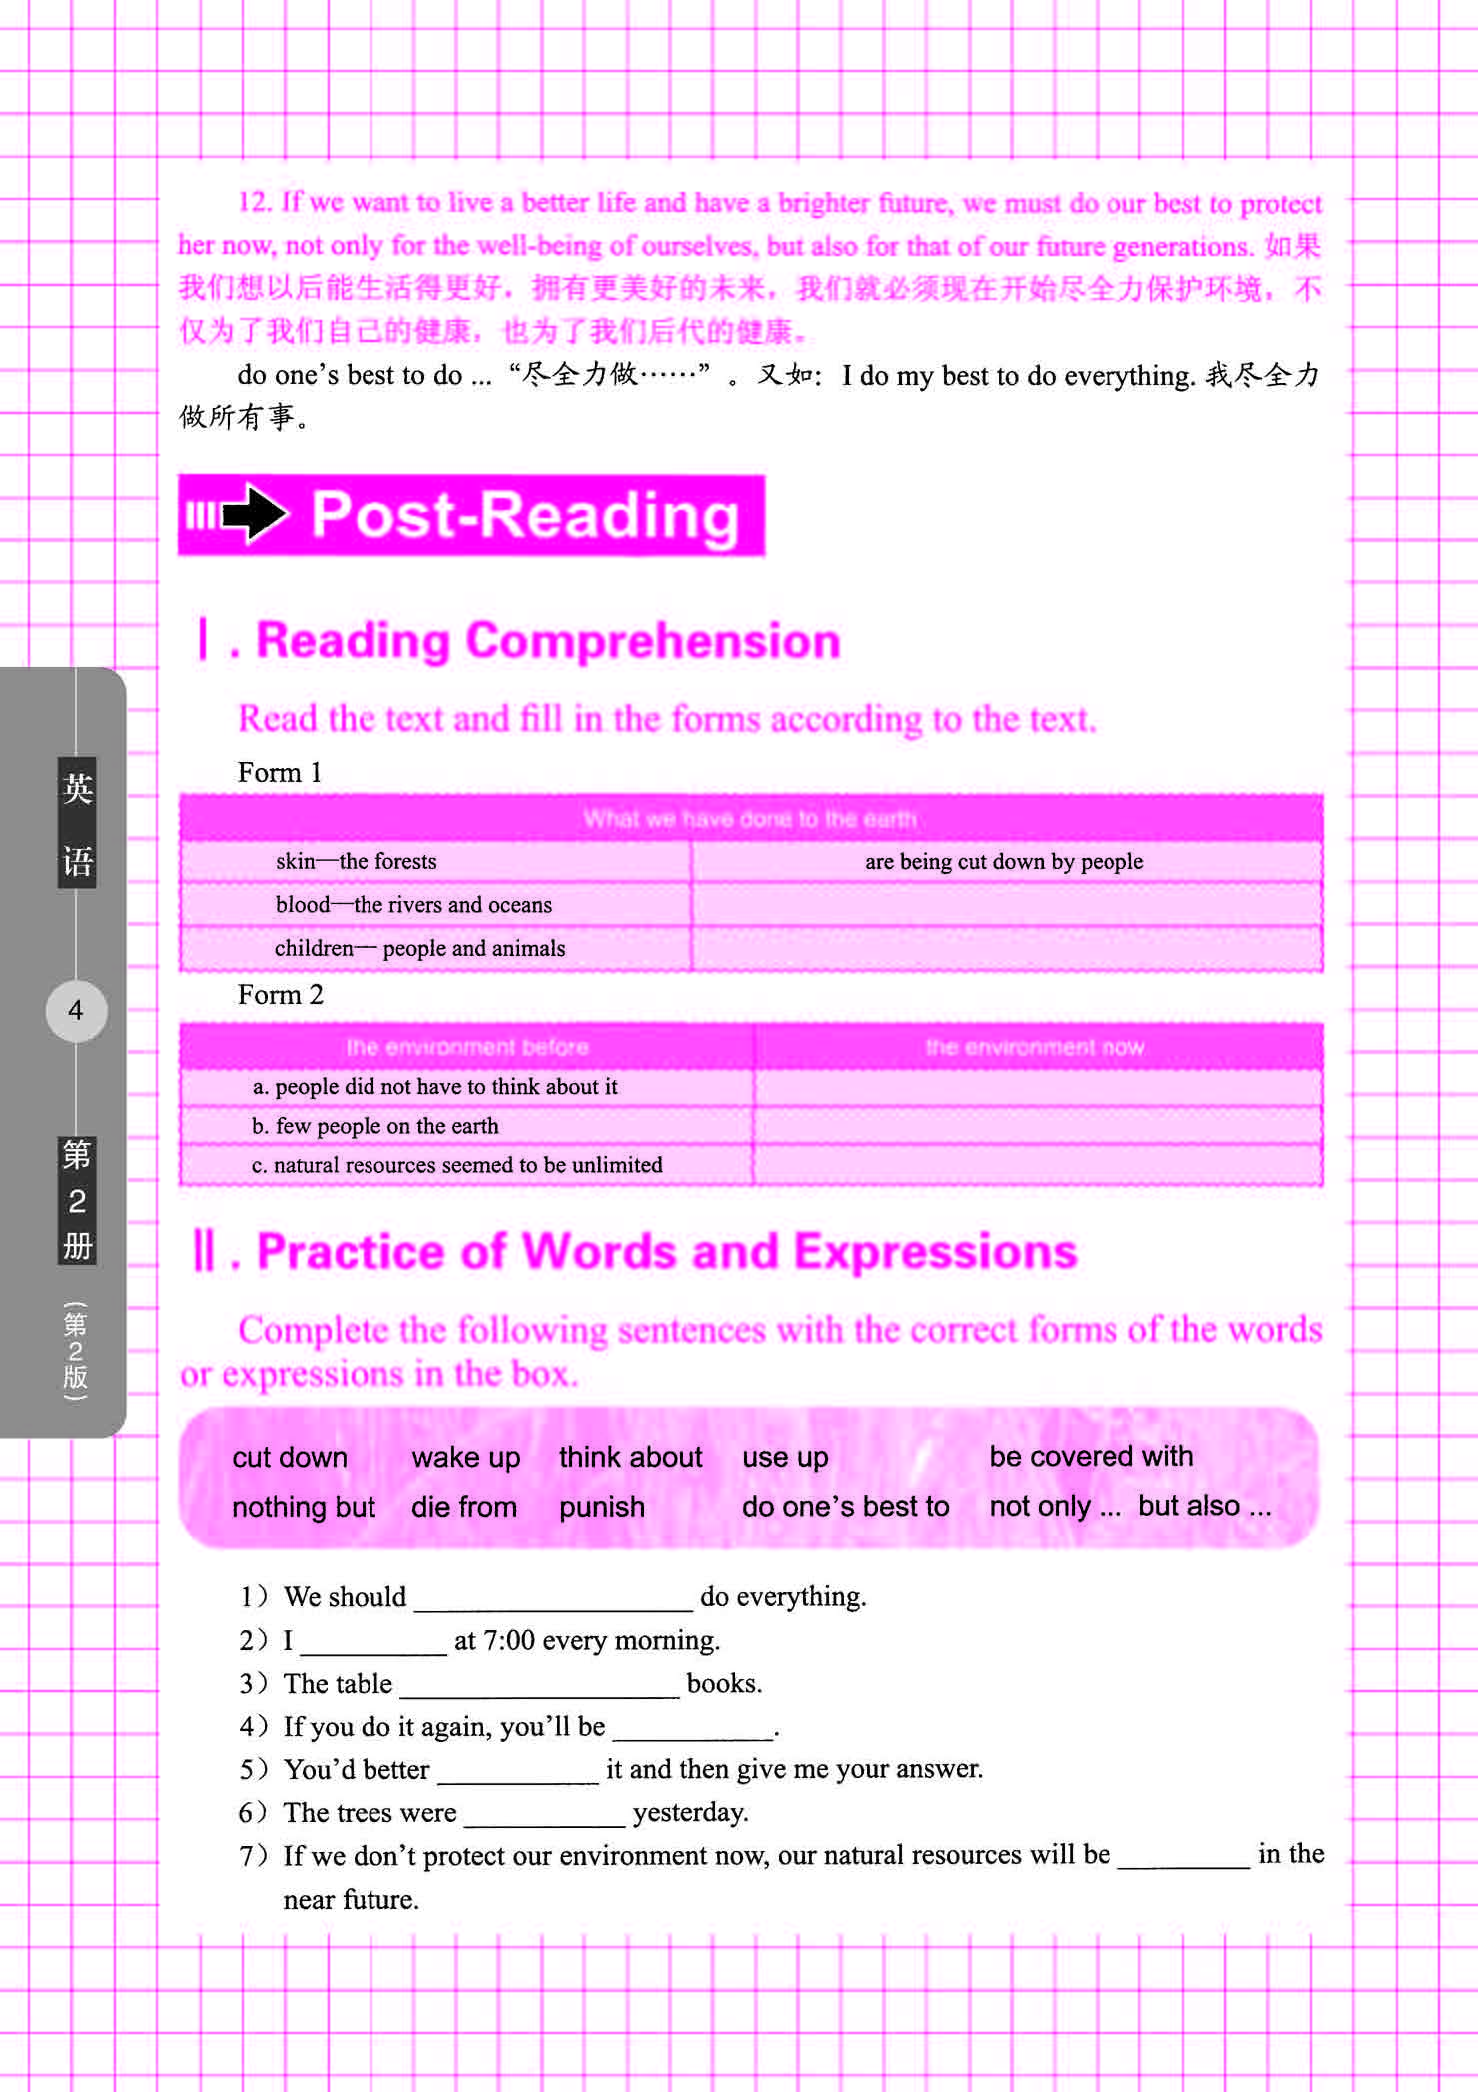 12. If we want to live a better life and have a brighter future, we must do our best to protect
her now, not only for the well-being of ourselves, but also for that of our future generations. 如果
我们想以后能生活得更好，拥有更美好的未来，我们就必须现在开始尽全力保护环境，不
仅为了我们自己的健康，也为了我们后代的健康。
do one’s best to do ... “尽全力做……”。又如：I do my best to do everything. 我尽全力
做所有事。
Post-Reading
Ⅰ. Reading Comprehension
Read the text and fill in the forms according to the text.
Form 1
What we have done to the earth
skin—the forests are being cut down by people
blood—the rivers and oceans
children— people and animals
Form 2
the environment before the environment now
a. people did not have to think about it
b. few people on the earth
c. natural resources seemed to be unlimited
Ⅱ. Practice of Words and Expressions
Complete the following sentences with the correct forms of the words
or expressions in the box.
cut down wake up think about use up be covered with
nothing but die from punish do one’s best to not only ... but also ...
1）We should ____________________ do everything.
2）I __________ at 7:00 every morning.
3）The table ____________________ books.
4）If you do it again, you’ll be ___________.
5）You’d better ___________ it and then give me your answer.
6）The trees were ___________ yesterday.
7）If we don’t protect our environment now, our natural resources will be _________ in the
near future.
英语
4
第2册
（第2版）